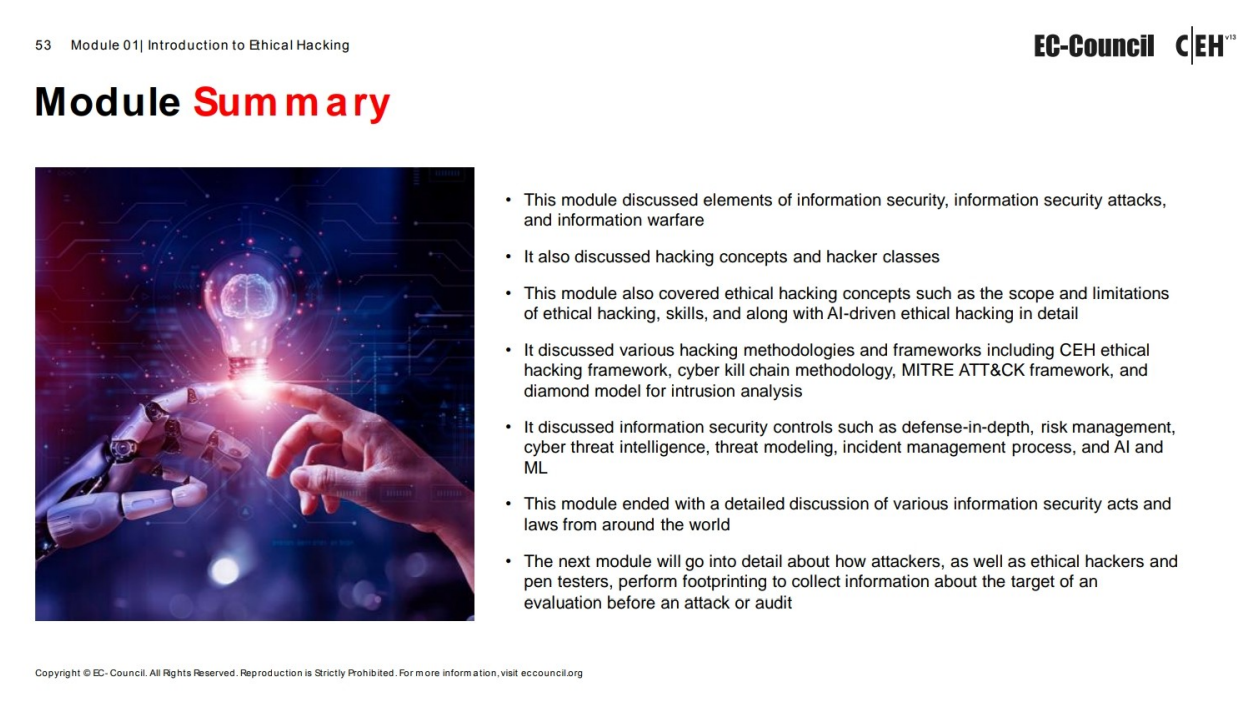 53 Module 01| Introduction to Ethical Hacking
EC-Council C|EH v13
Module Summary
• This module discussed elements of information security, information security attacks,
and information warfare
• It also discussed hacking concepts and hacker classes
• This module also covered ethical hacking concepts such as the scope and limitations
of ethical hacking, skills, and along with AI-driven ethical hacking in detail
• It discussed various hacking methodologies and frameworks including CEH ethical
hacking framework, cyber kill chain methodology, MITRE ATT&CK framework, and
diamond model for intrusion analysis
• It discussed information security controls such as defense-in-depth, risk management,
cyber threat intelligence, threat modeling, incident management process, and AI and
ML
• This module ended with a detailed discussion of various information security acts and
laws from around the world
• The next module will go into detail about how attackers, as well as ethical hackers and
pen testers, perform footprinting to collect information about the target of an
evaluation before an attack or audit
Copyright © EC- Council. All Rights Reserved. Reproduction is Strictly Prohibited. For more information, visit eccouncil.org